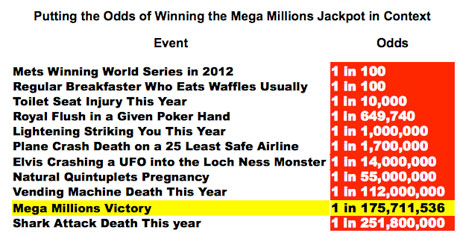 Putting the Odds of Winning the Mega Millions Jackpot in Context
Event Odds
Mets Winning World Series in 2012 1 in 100
Regular Breakfaster Who Eats Waffles Usually 1 in 100
Toilet Seat Injury This Year 1 in 10,000
Royal Flush in a Given Poker Hand 1 in 649,740
Lightening Striking You This Year 1 in 1,000,000
Plane Crash Death on a 25 Least Safe Airline 1 in 1,700,000
Elvis Crashing a UFO into the Loch Ness Monster 1 in 14,000,000
Natural Quintuplets Pregnancy 1 in 55,000,000
Vending Machine Death This Year 1 in 112,000,000
Mega Millions Victory 1 in 175,711,536
Shark Attack Death This year 1 in 251,800,000